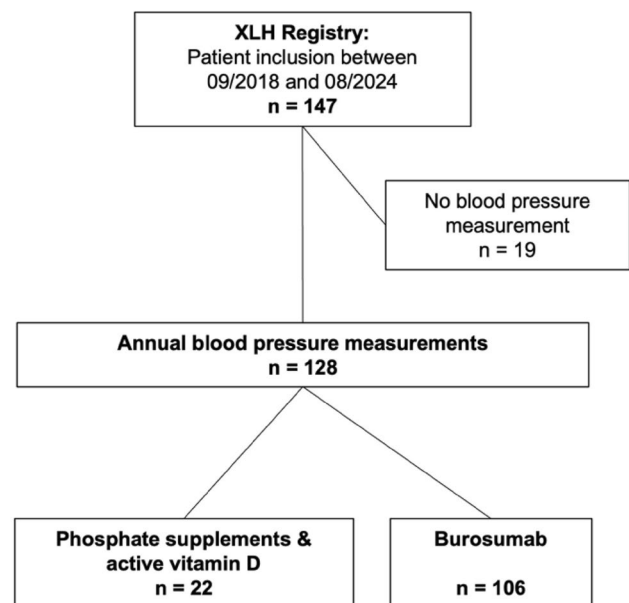 XLH Registry:
Patient inclusion between
09/2018 and 08/2024
n = 147
No blood pressure
measurement
n = 19
Annual blood pressure measurements
n = 128
Phosphate supplements &
active vitamin D
n = 22
Burosumab
n = 106